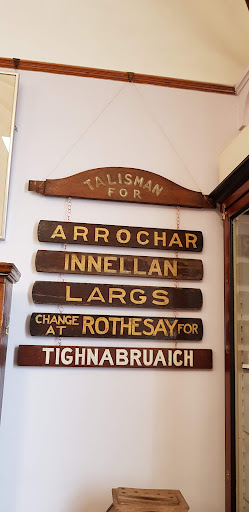 TALISMAN
FOR
ARROCHAR
INNELLAN
LARGS
CHANGE AT ROTHESAY FOR
TIGHNABRUAICH